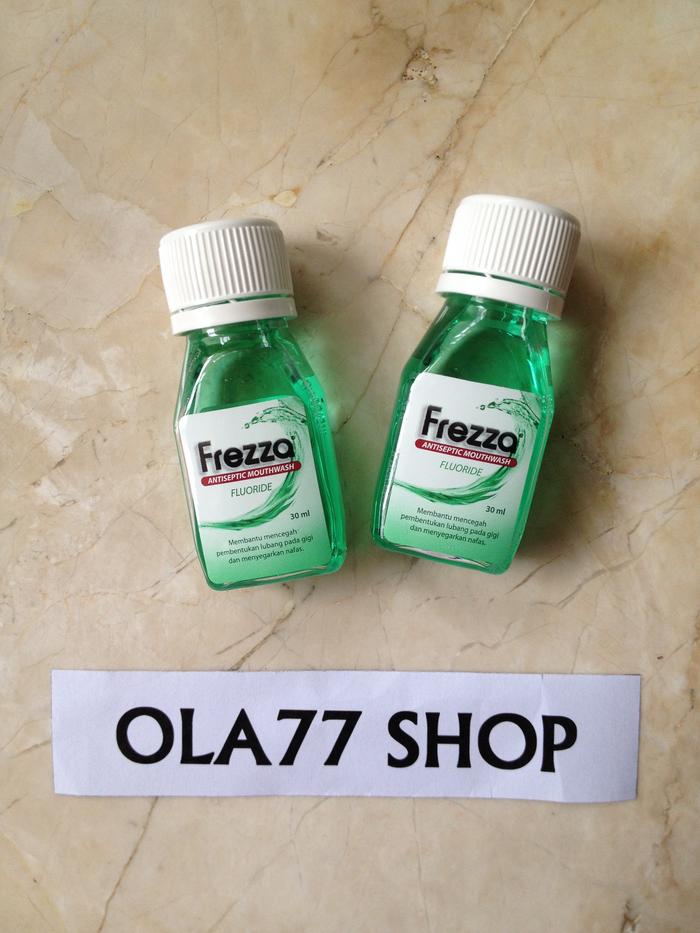 Frezza
ANTISEPTIC MOUTHWASH
FLUORIDE
30 ml
Membantu mencegah
pembentukan lubang pada gigi
dan menyegarkan nafas.
Frezza
ANTISEPTIC MOUTHWASH
FLUORIDE
30 ml
Membantu mencegah
pembentukan lubang pada gigi
dan menyegarkan nafas.
OLA77 SHOP